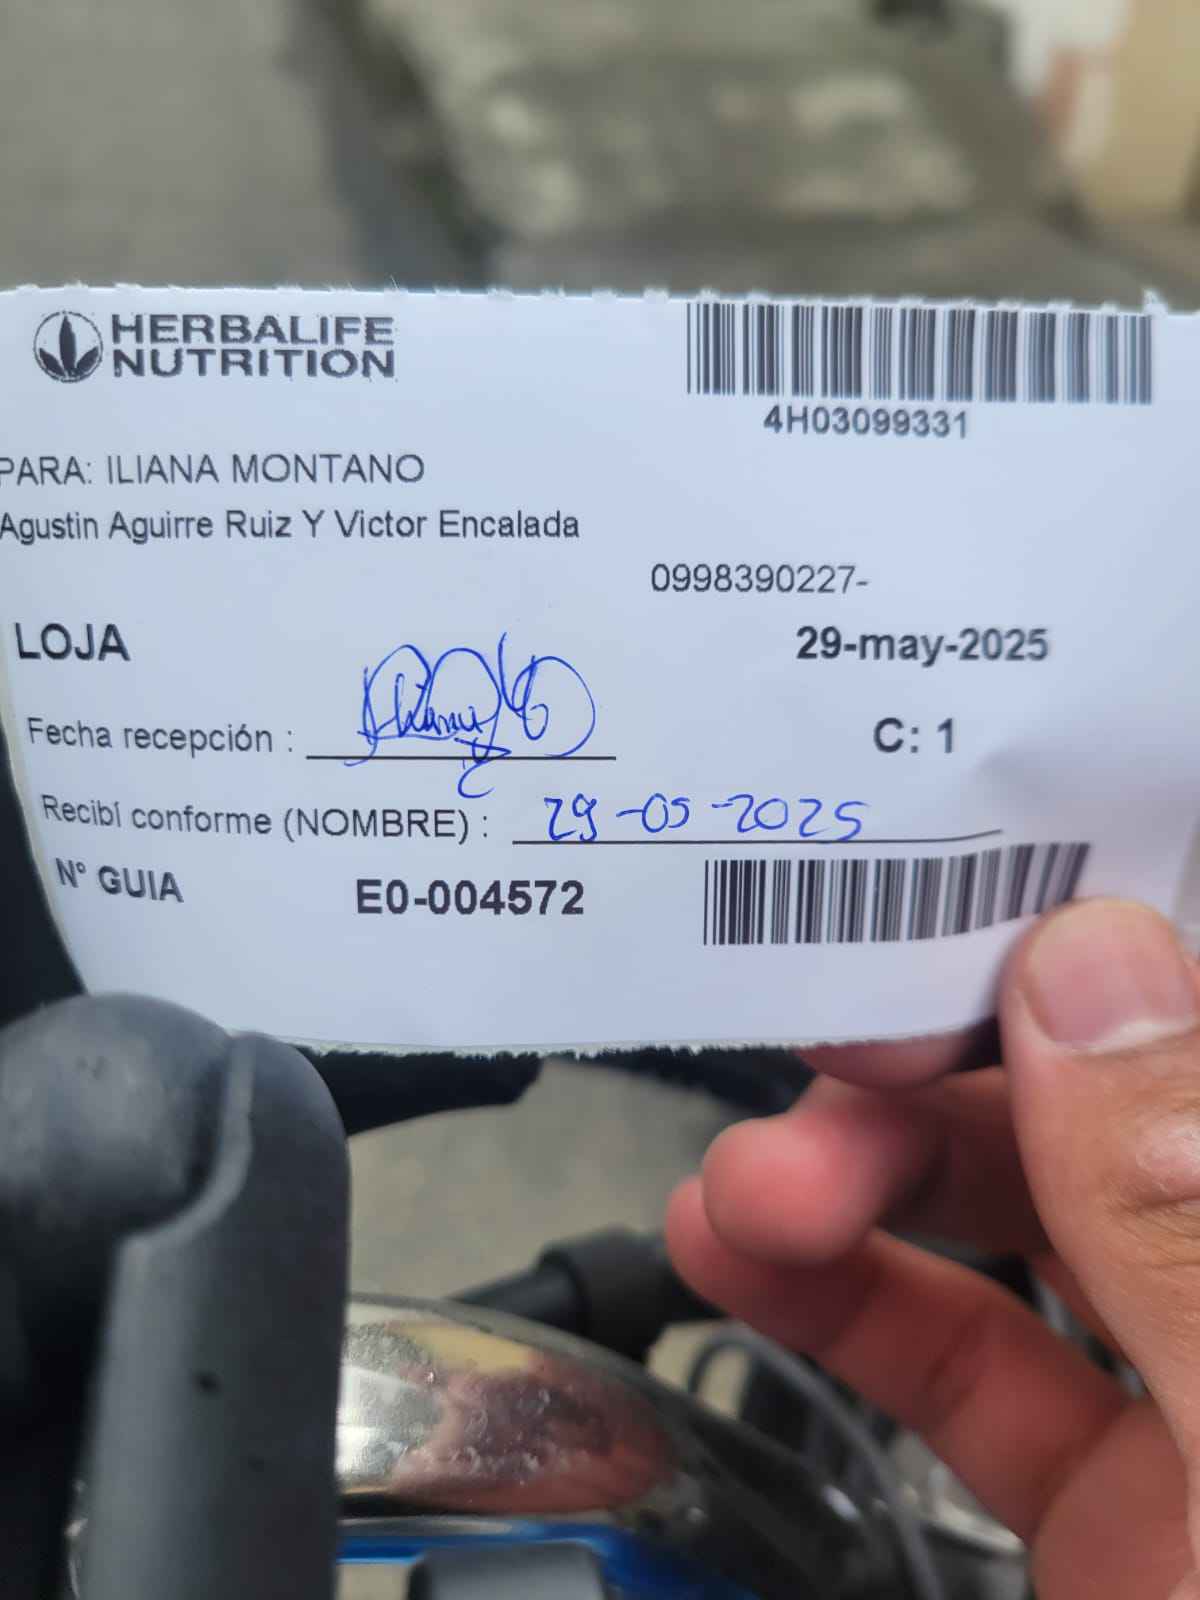 HERBALIFE
NUTRITION
4H03099331
PARA: ILIANA MONTANO
Agustin Aguirre Ruiz Y Victor Encalada
0998390227-
LOJA
29-may-2025
Fecha recepción :
C: 1
Recibí conforme (NOMBRE) : 29-05-2025
N° GUIA E0-004572